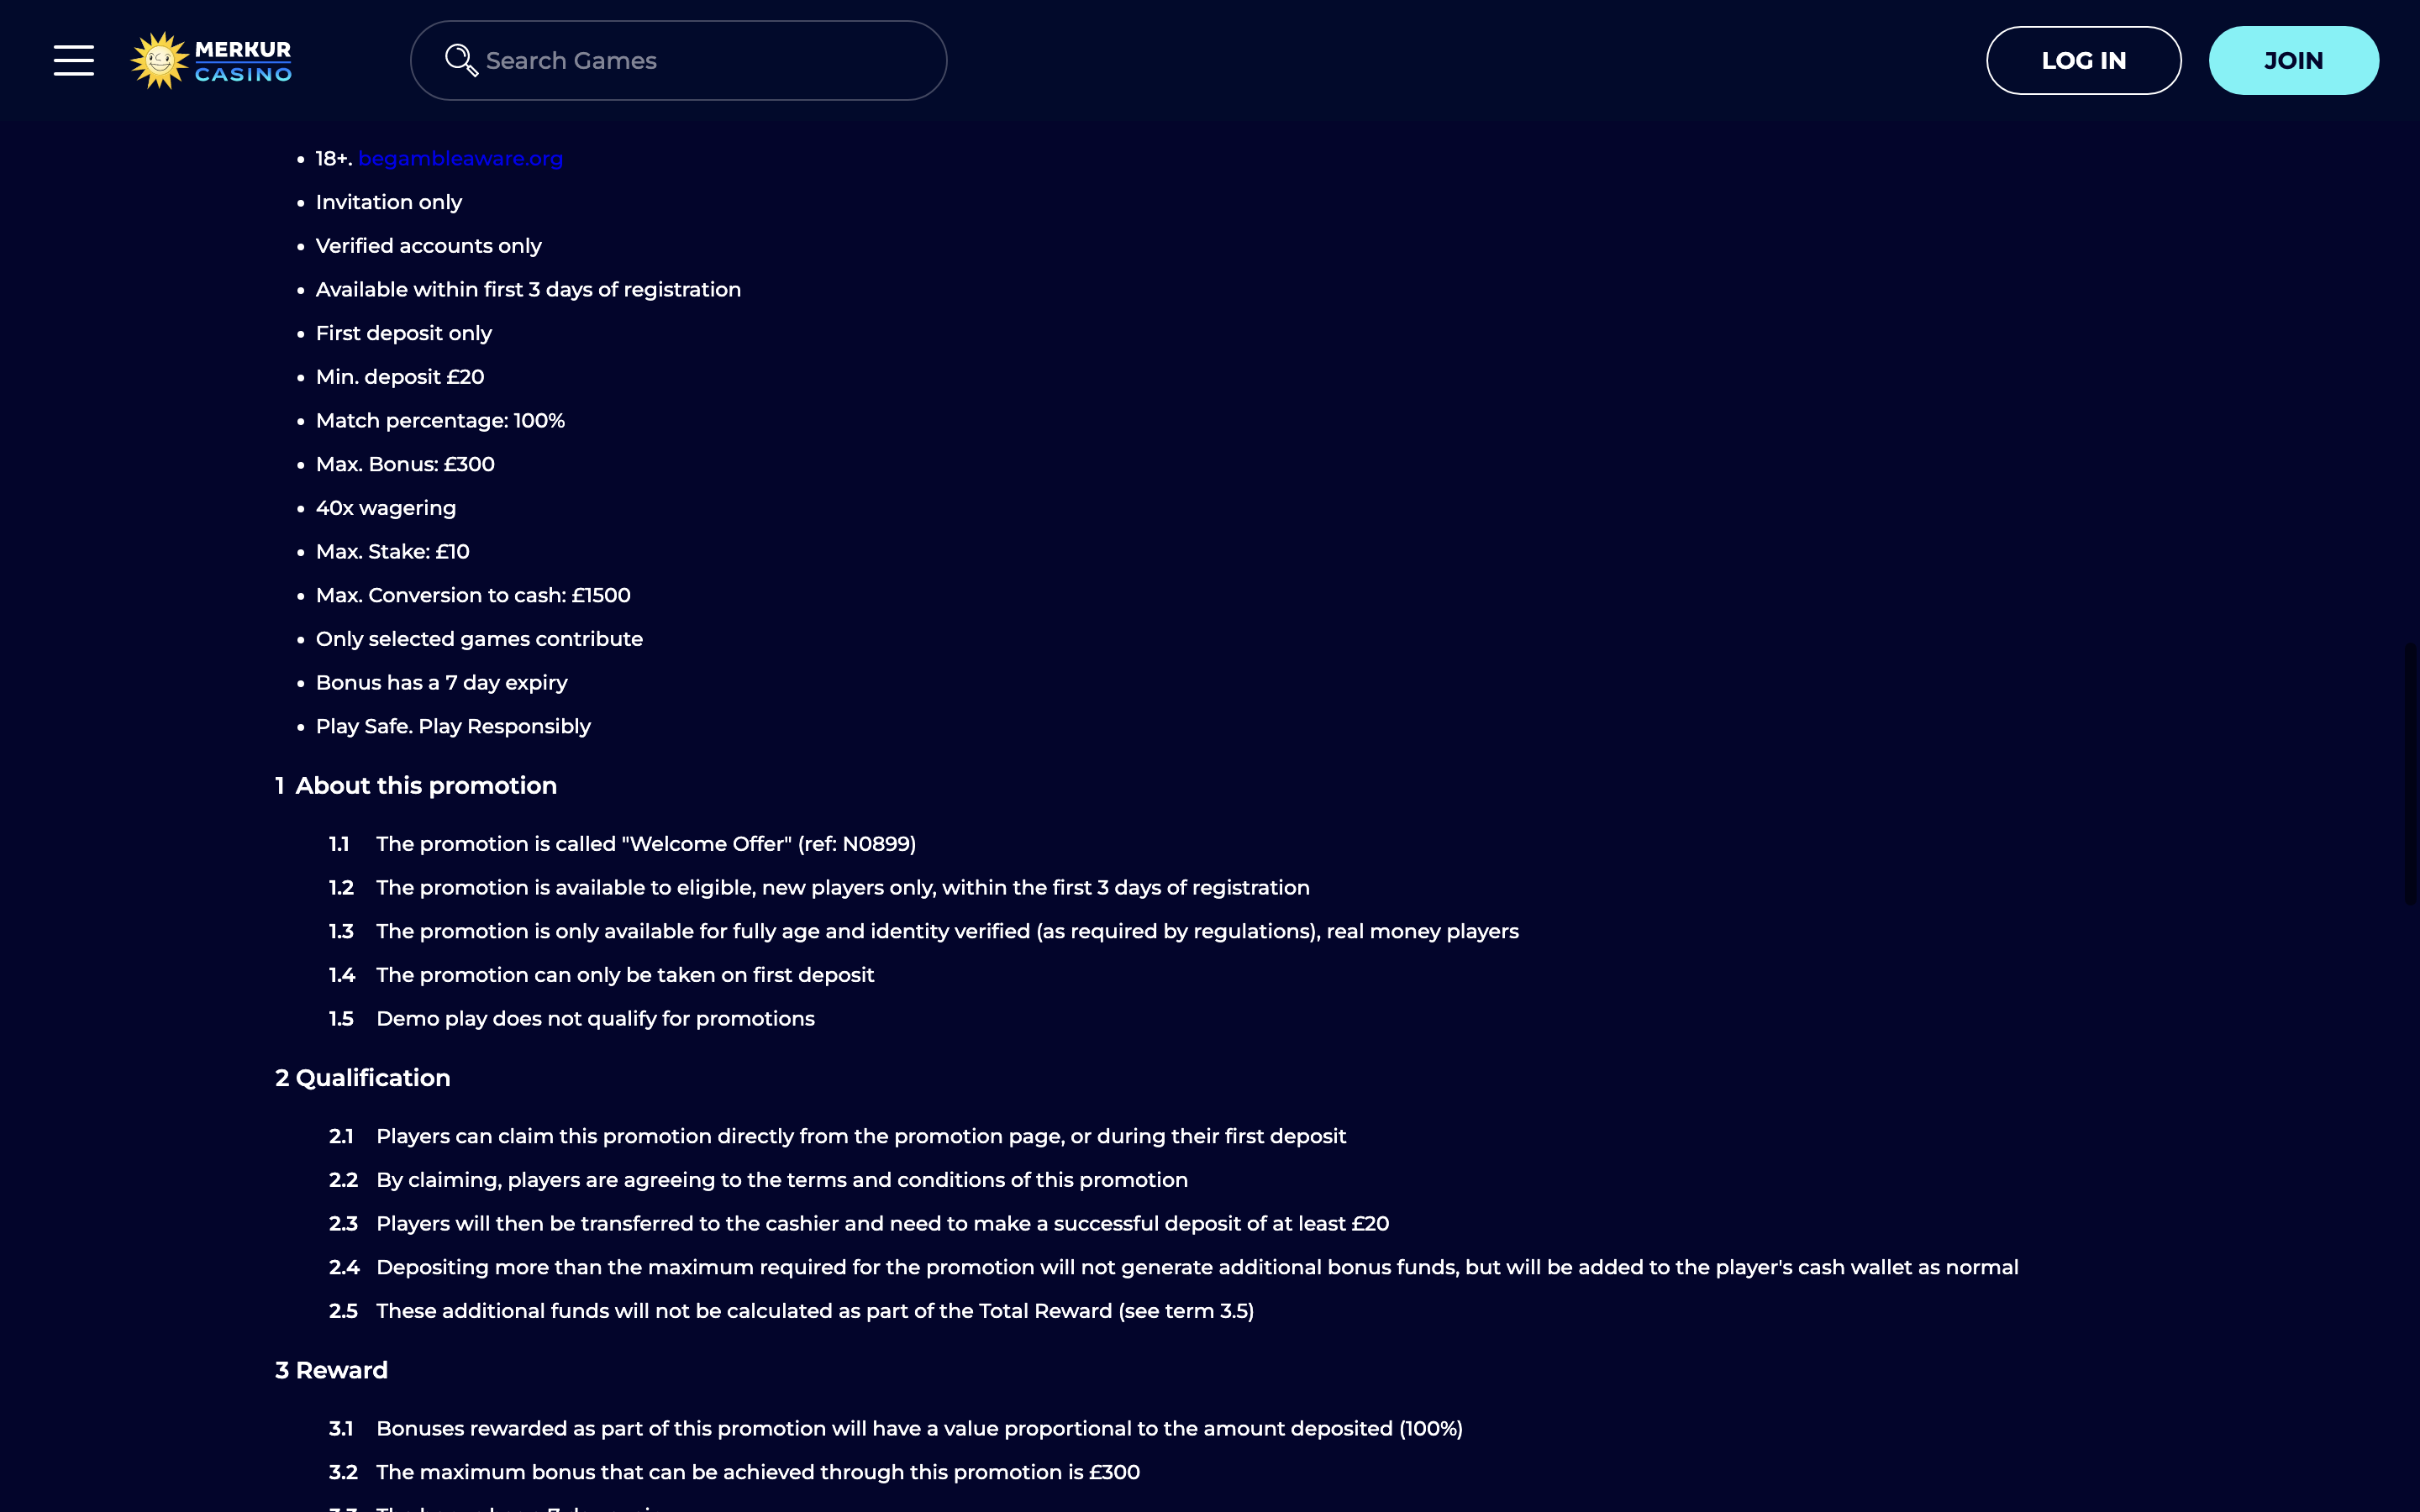 MERKUR
CASINO
Search Games
LOG IN
JOIN
18+. begambleaware.org
Invitation only
Verified accounts only
Available within first 3 days of registration
First deposit only
Min. deposit £20
Match percentage: 100%
Max. Bonus: £300
40x wagering
Max. Stake: £10
Max. Conversion to cash: £1500
Only selected games contribute
Bonus has a 7 day expiry
Play Safe. Play Responsibly
1 About this promotion
1.1 The promotion is called "Welcome Offer" (ref: N0899)
1.2 The promotion is available to eligible, new players only, within the first 3 days of registration
1.3 The promotion is only available for fully age and identity verified (as required by regulations), real money players
1.4 The promotion can only be taken on first deposit
1.5 Demo play does not qualify for promotions
2 Qualification
2.1 Players can claim this promotion directly from the promotion page, or during their first deposit
2.2 By claiming, players are agreeing to the terms and conditions of this promotion
2.3 Players will then be transferred to the cashier and need to make a successful deposit of at least £20
2.4 Depositing more than the maximum required for the promotion will not generate additional bonus funds, but will be added to the player's cash wallet as normal
2.5 These additional funds will not be calculated as part of the Total Reward (see term 3.5)
3 Reward
3.1 Bonuses rewarded as part of this promotion will have a value proportional to the amount deposited (100%)
3.2 The maximum bonus that can be achieved through this promotion is £300